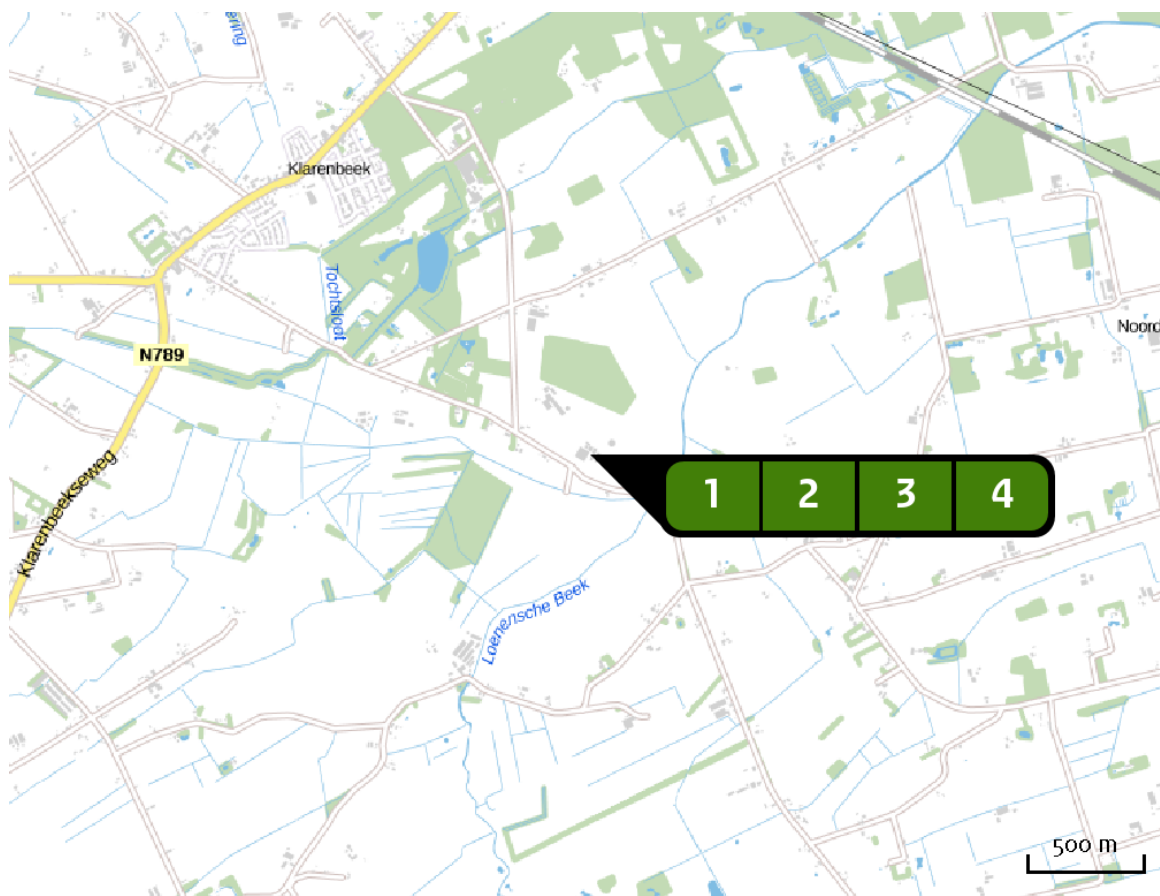 Klarenbeek
Tochtsloot
N789
Noord
Klarenbeekseweg
1 2 3 4
Loenensche Beek
500 m